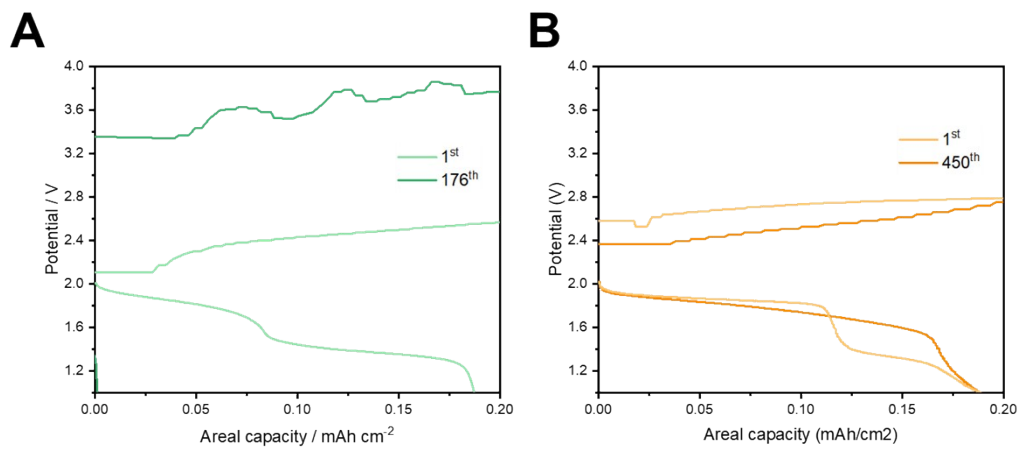 A
B
4.0
3.6
3.2
2.8
2.4
2.0
1.6
1.2
Potential / V
1st
176th
0.00
0.05
0.10
0.15
0.20
Areal capacity / mAh cm-2
4.0
3.6
3.2
2.8
2.4
2.0
1.6
1.2
Potential (V)
1st
450th
0.00
0.05
0.10
0.15
0.20
Areal capacity (mAh/cm2)